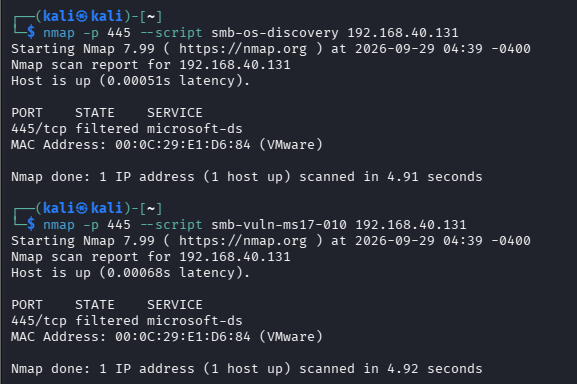 ┌──(kali㉿kali)-[~]
└─$ nmap -p 445 --script smb-os-discovery 192.168.40.131
Starting Nmap 7.99 ( https://nmap.org ) at 2026-09-29 04:39 -0400
Nmap scan report for 192.168.40.131
Host is up (0.00051s latency).
PORT    STATE    SERVICE
445/tcp filtered microsoft-ds
MAC Address: 00:0C:29:E1:D6:84 (VMware)
Nmap done: 1 IP address (1 host up) scanned in 4.91 seconds
┌──(kali㉿kali)-[~]
└─$ nmap -p 445 --script smb-vuln-ms17-010 192.168.40.131
Starting Nmap 7.99 ( https://nmap.org ) at 2026-09-29 04:39 -0400
Nmap scan report for 192.168.40.131
Host is up (0.00068s latency).
PORT    STATE    SERVICE
445/tcp filtered microsoft-ds
MAC Address: 00:0C:29:E1:D6:84 (VMware)
Nmap done: 1 IP address (1 host up) scanned in 4.92 seconds